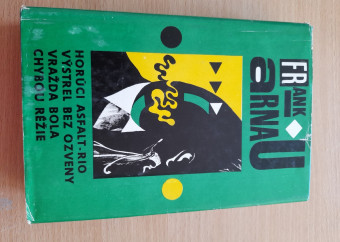 FRANK
aRNAU
HORÚCI ASFALT-RIO
VÝSTREL BEZ OZVENY
VRAŽDA BOLA
CHYBOU RÉŽIE